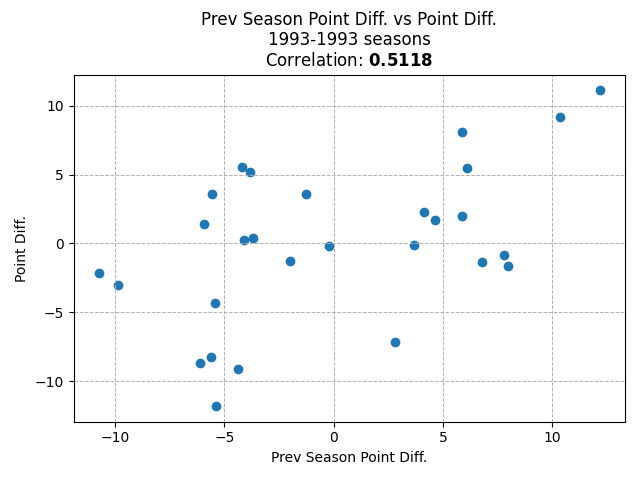 Prev Season Point Diff. vs Point Diff.
1993-1993 seasons
Correlation: 0.5118
10
5
0
−5
−10
Point Diff.
−10
−5
0
5
10
Prev Season Point Diff.